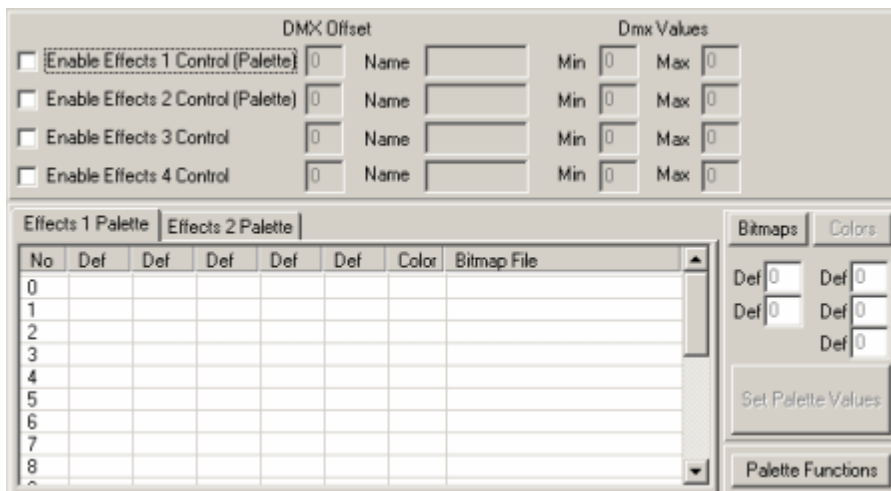 DMX Offset Dmx Values
Enable Effects 1 Control (Palette) 0 Name Min 0 Max 0
Enable Effects 2 Control (Palette) 0 Name Min 0 Max 0
Enable Effects 3 Control 0 Name Min 0 Max 0
Enable Effects 4 Control 0 Name Min 0 Max 0
Effects 1 Palette Effects 2 Palette
No Def Def Def Def Def Color Bitmap File
0
1
2
3
4
5
6
7
8
Bitmaps Colors
Def 0 Def 0
Def 0 Def 0
Def 0
Set Palette Values
Palette Functions